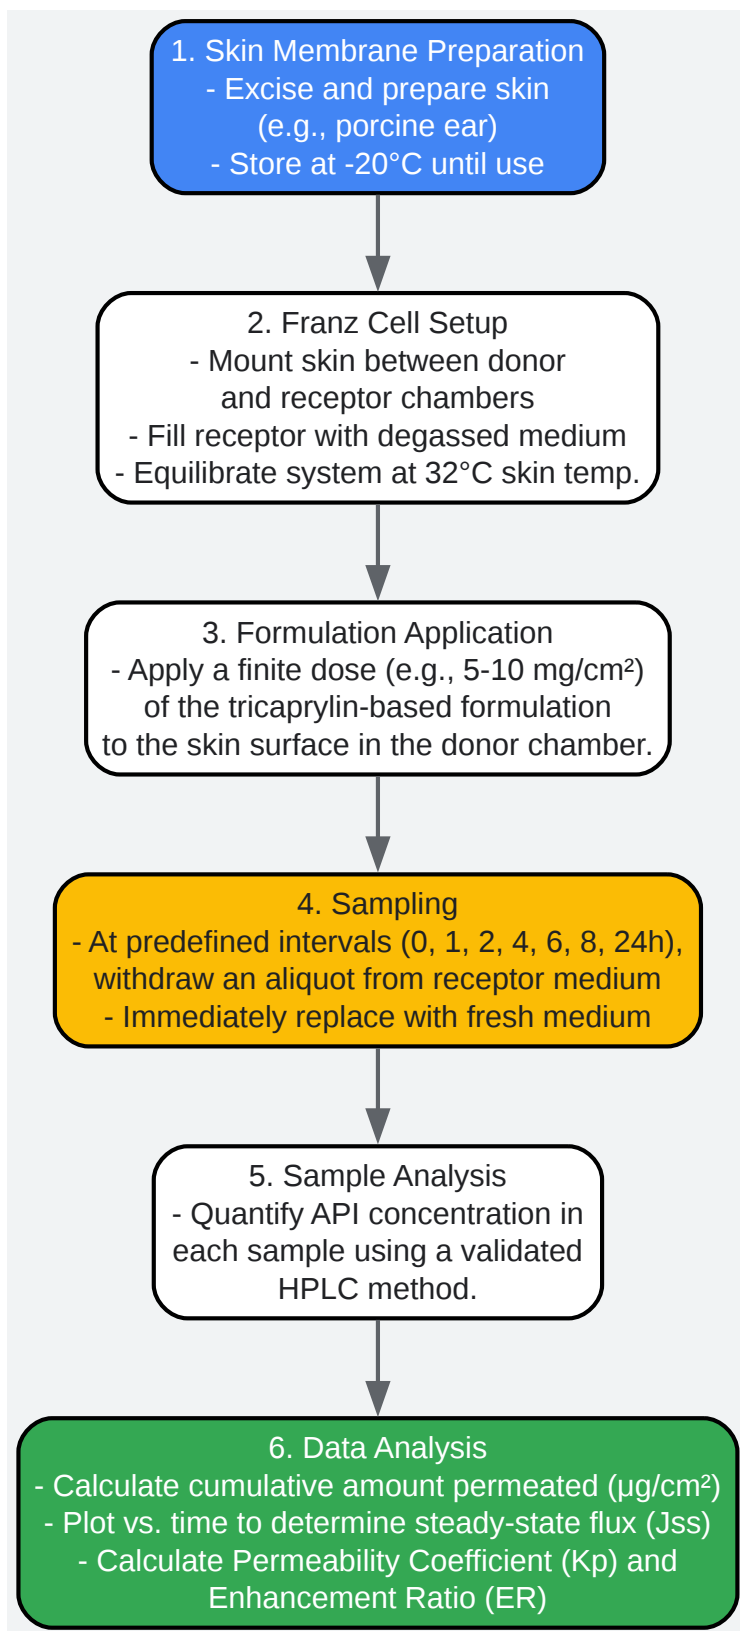 1. Skin Membrane Preparation
- Excise and prepare skin
(e.g., porcine ear)
- Store at -20°C until use
2. Franz Cell Setup
- Mount skin between donor
and receptor chambers
- Fill receptor with degassed medium
- Equilibrate system at 32°C skin temp.
3. Formulation Application
- Apply a finite dose (e.g., 5-10 mg/cm²)
of the tricaprylin-based formulation
to the skin surface in the donor chamber.
4. Sampling
- At predefined intervals (0, 1, 2, 4, 6, 8, 24h),
withdraw an aliquot from receptor medium
- Immediately replace with fresh medium
5. Sample Analysis
- Quantify API concentration in
each sample using a validated
HPLC method.
6. Data Analysis
- Calculate cumulative amount permeated (μg/cm²)
- Plot vs. time to determine steady-state flux (Jss)
- Calculate Permeability Coefficient (Kp) and
Enhancement Ratio (ER)